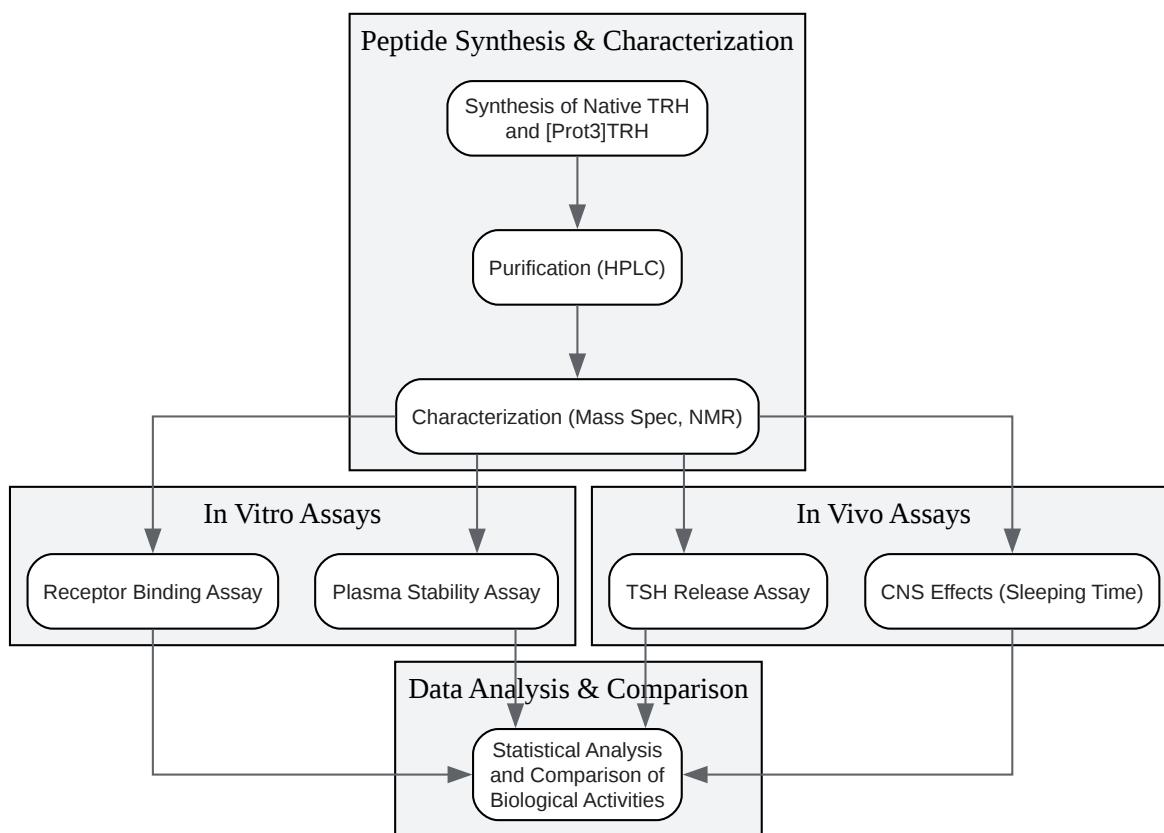 Peptide Synthesis & Characterization
Synthesis of Native TRH
and [Prot3]TRH
Purification (HPLC)
Characterization (Mass Spec, NMR)
In Vitro Assays
In Vivo Assays
Receptor Binding Assay
Plasma Stability Assay
TSH Release Assay
CNS Effects (Sleeping Time)
Data Analysis & Comparison
Statistical Analysis
and Comparison of
Biological Activities